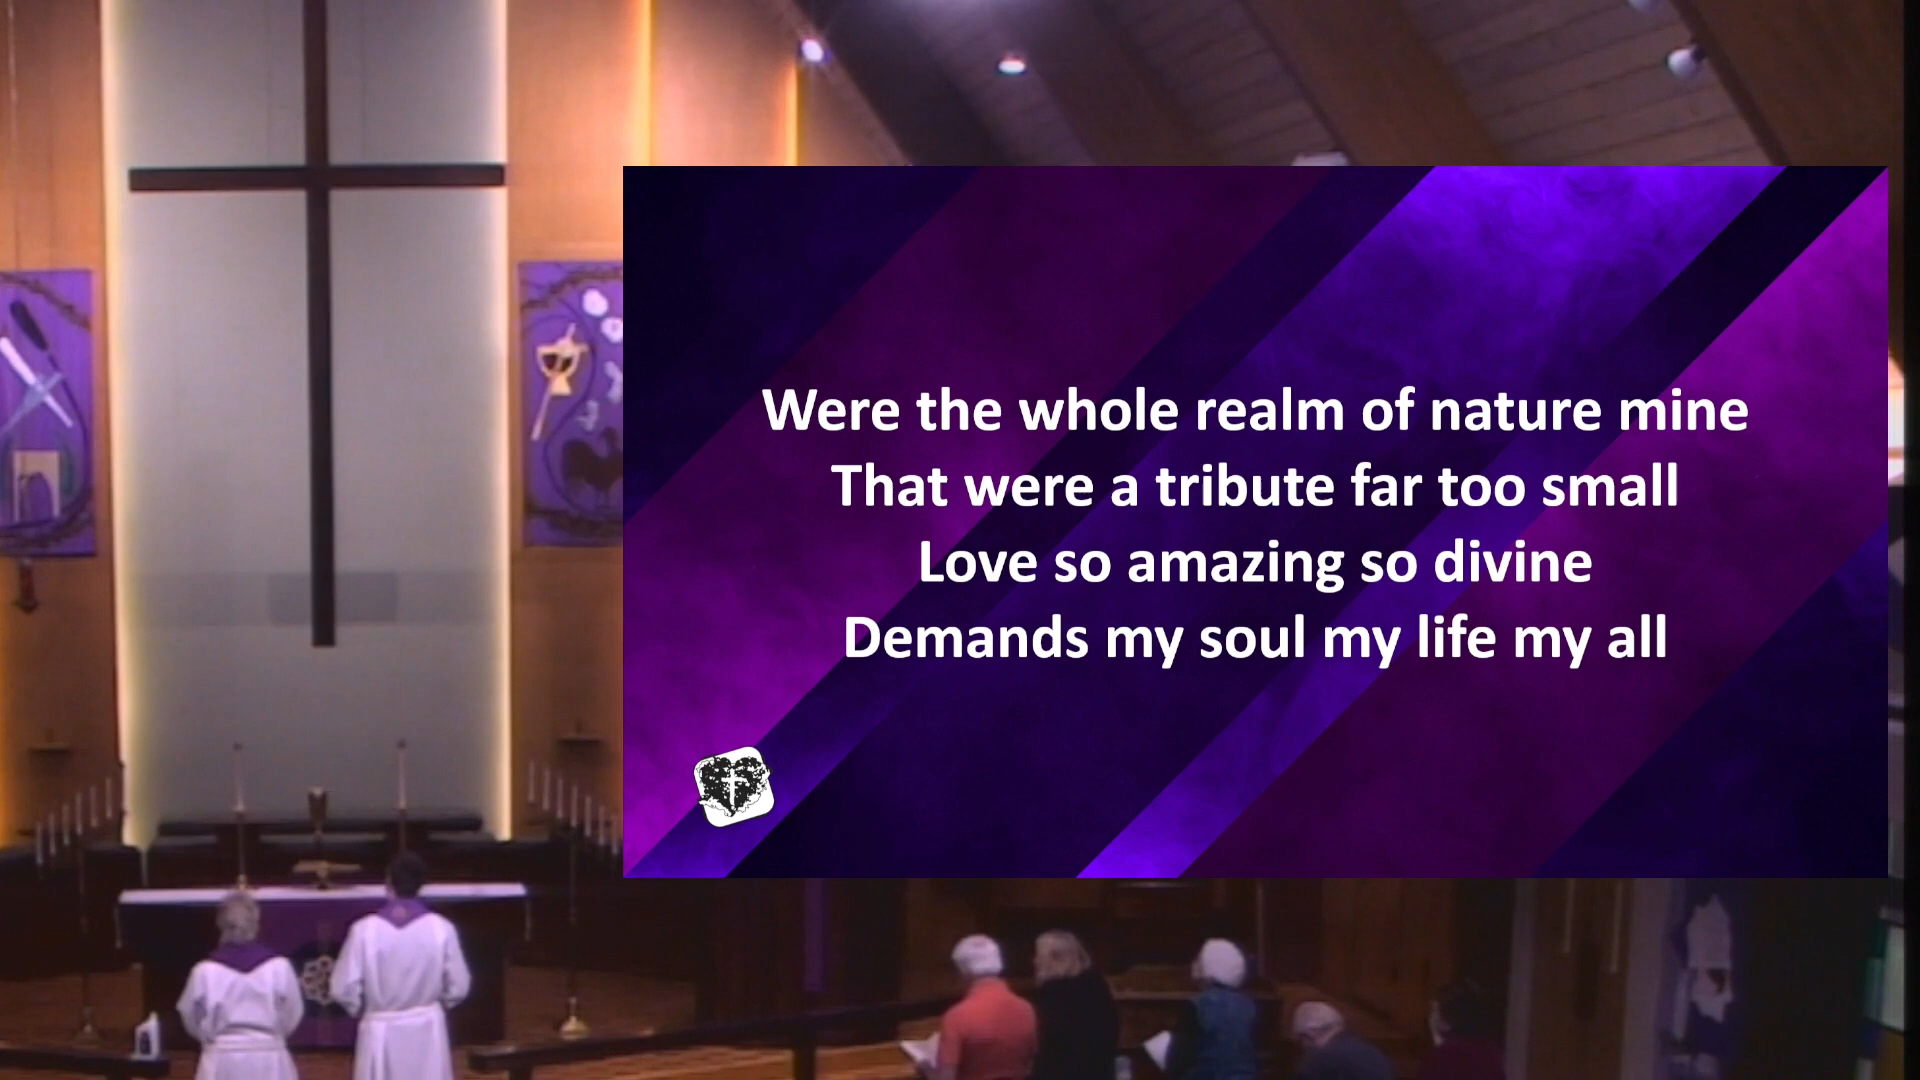 Were the whole realm of nature mine
That were a tribute far too small
Love so amazing so divine
Demands my soul my life my all